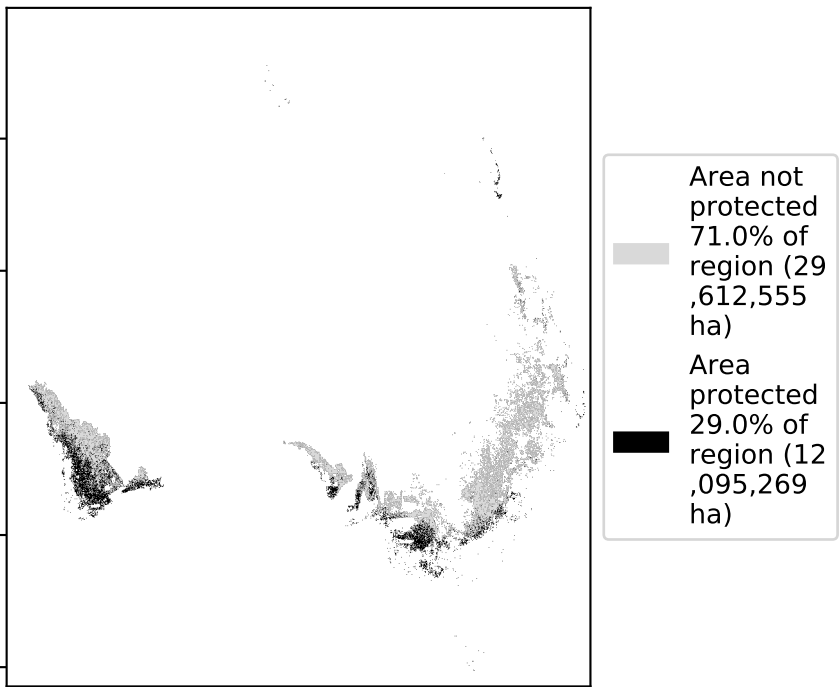 Area not
protected
71.0% of
region (29
,612,555
ha)
Area
protected
29.0% of
region (12
,095,269
ha)